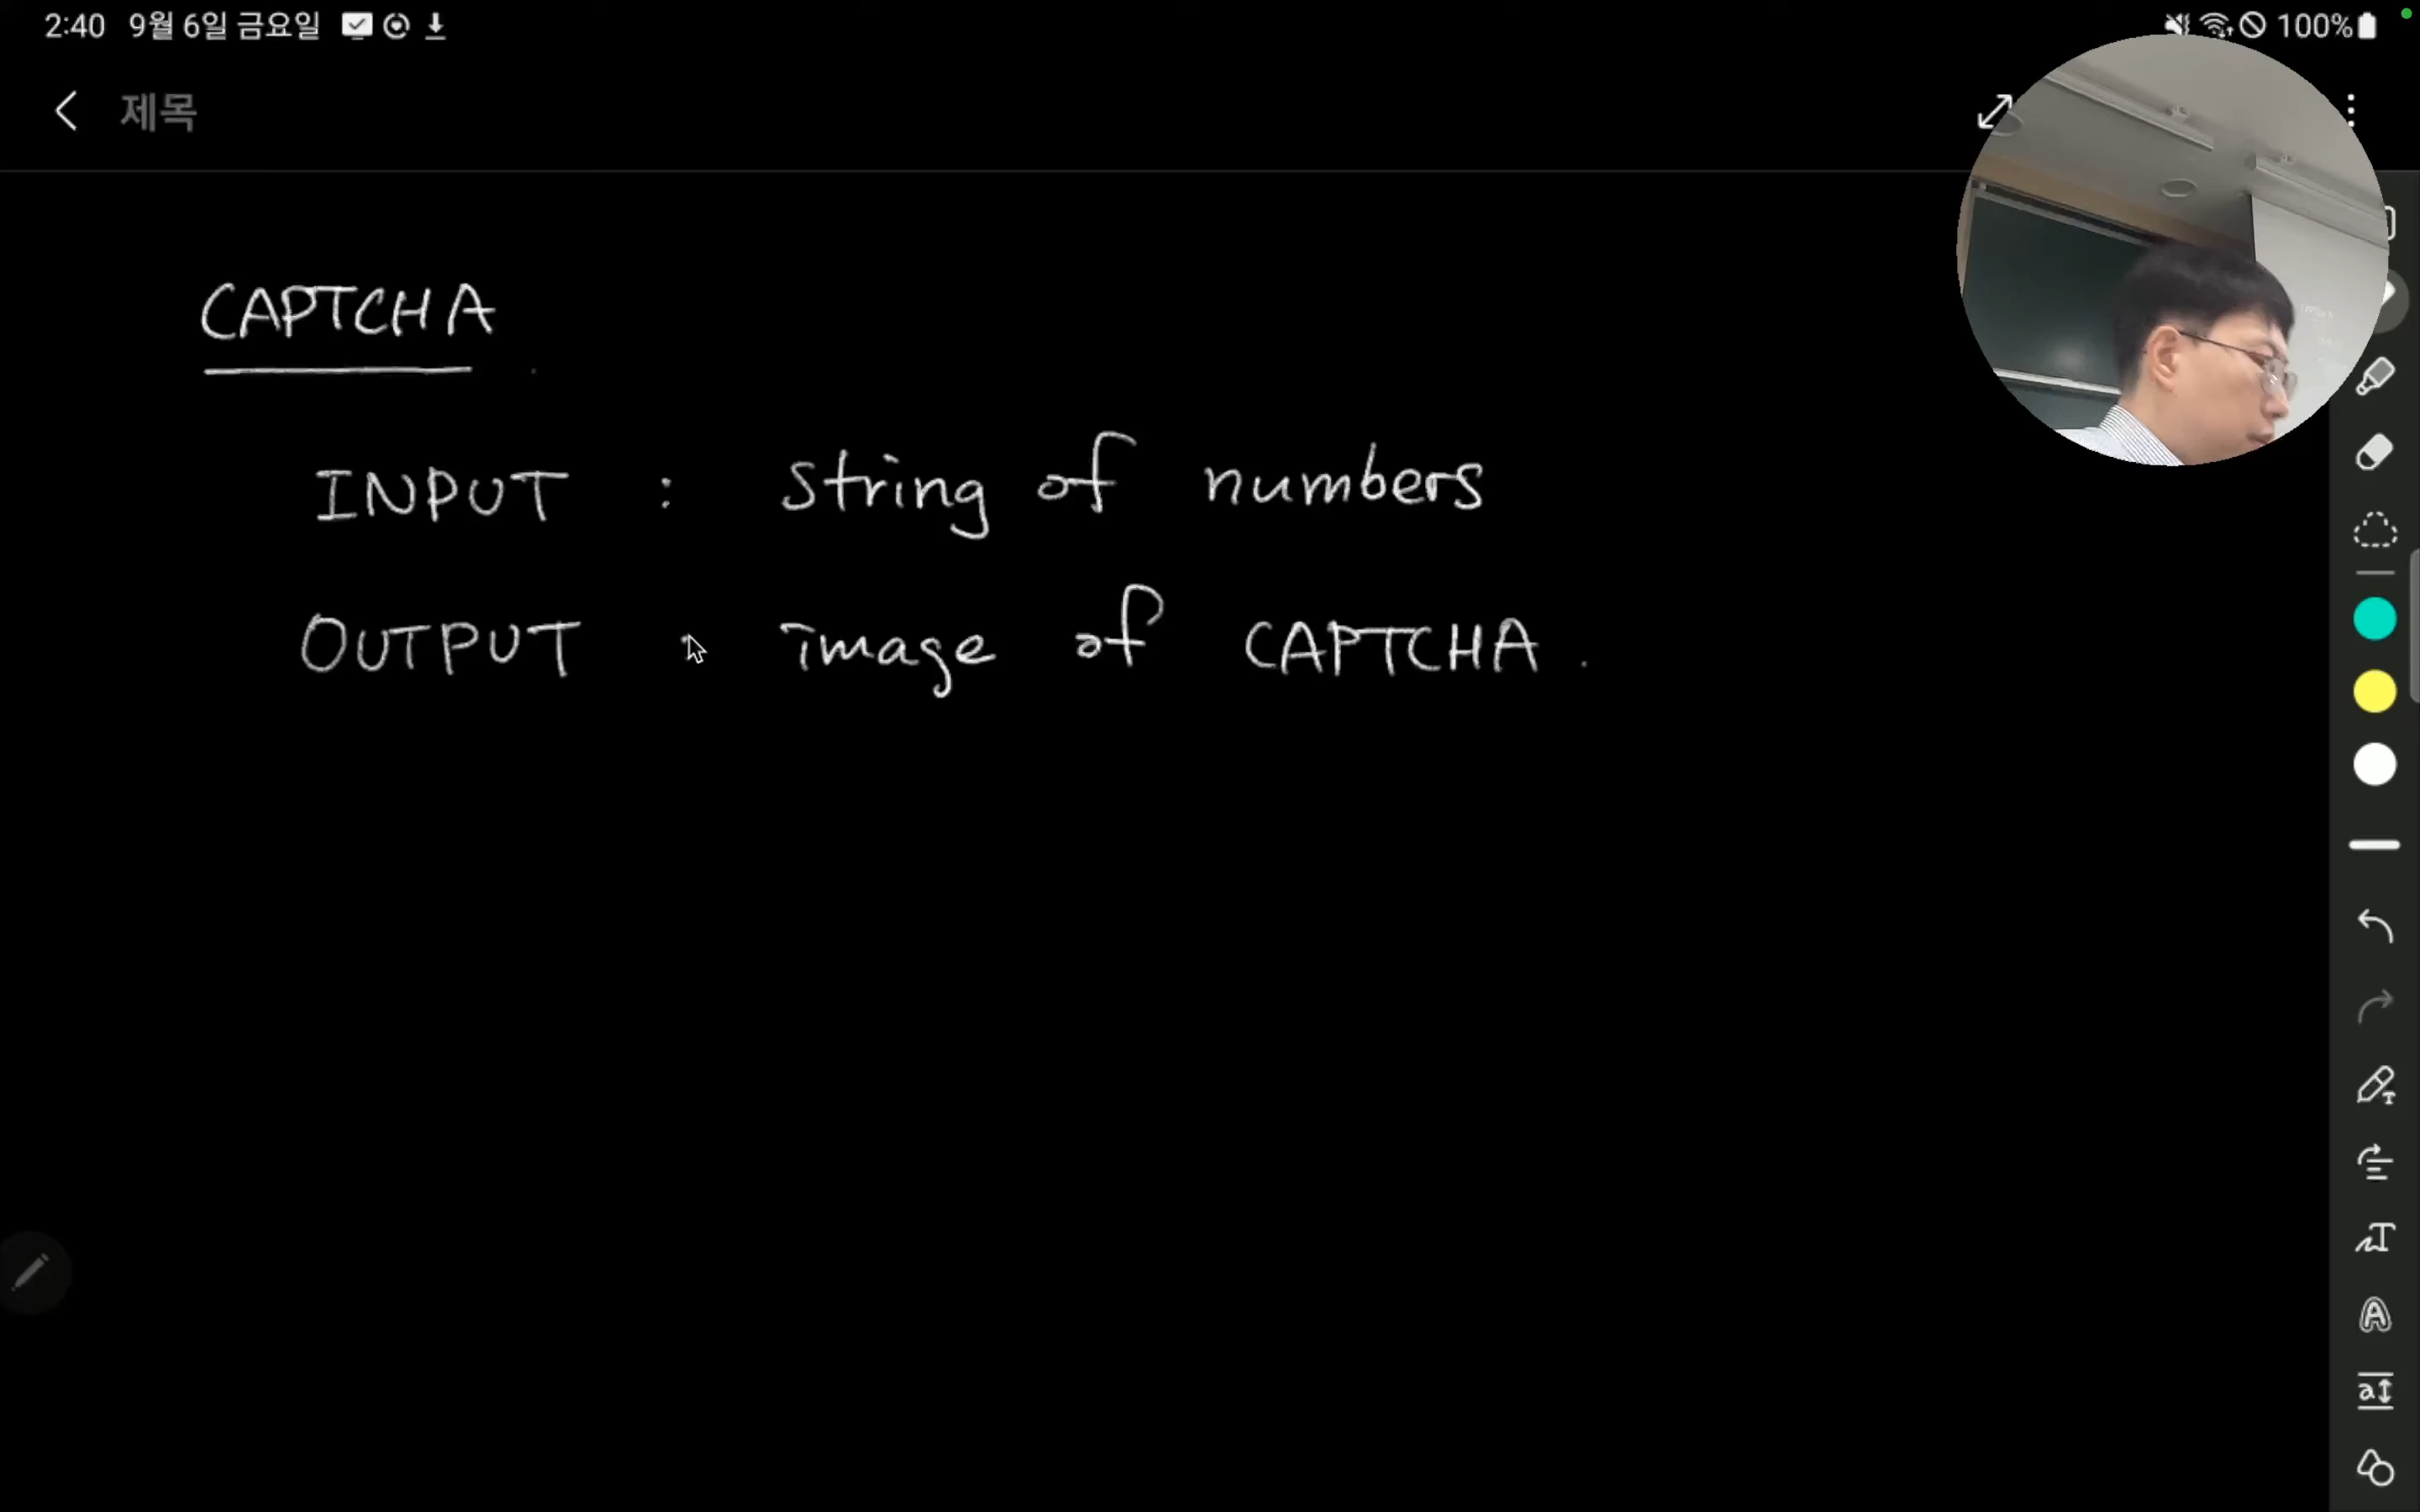 2:40 9월 6일 금요일
100%
제목
CAPTCHA
INPUT : string of numbers
OUTPUT : image of CAPTCHA.